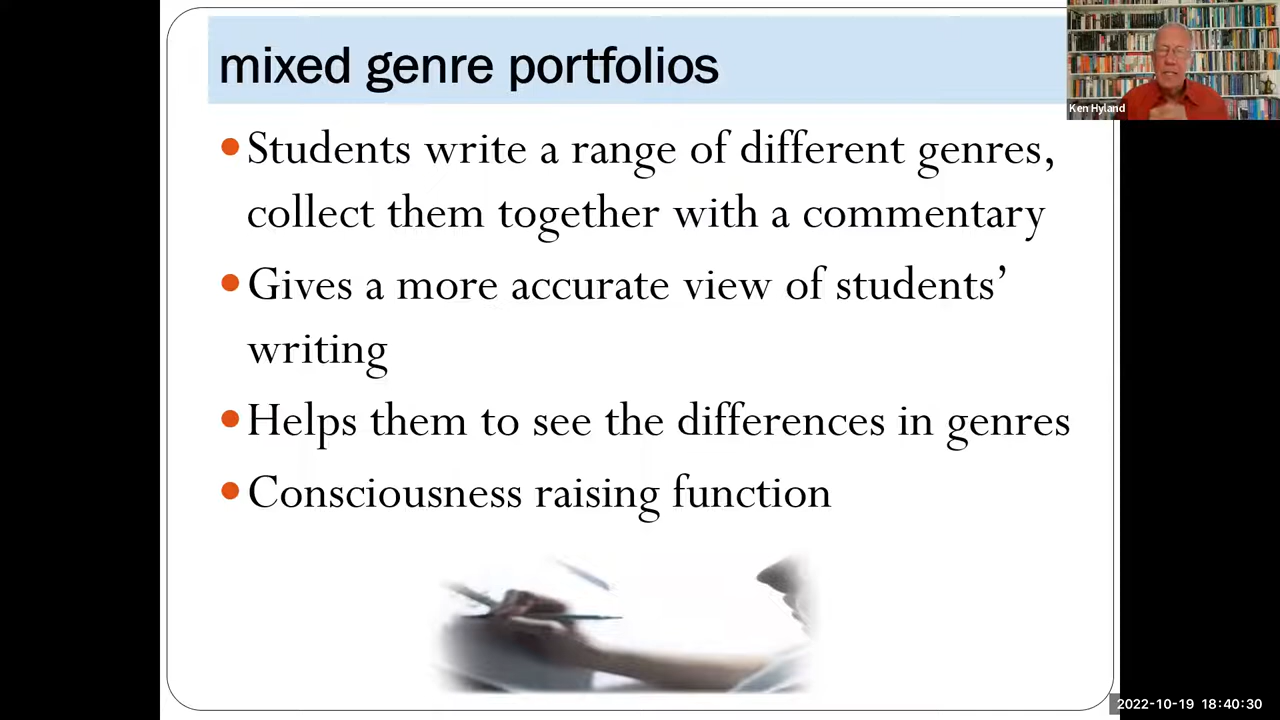 mixed genre portfolios
Ken Hyland
•Students write a range of different genres,
collect them together with a commentary
•Gives a more accurate view of students’
writing
•Helps them to see the differences in genres
•Consciousness raising function
2022-10-19 18:40:30